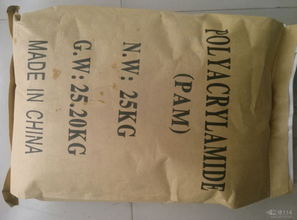 POLYACRYLAMIDE
(PAM)
N.W: 25KG
G.W: 25.20KG
MADE IN CHINA